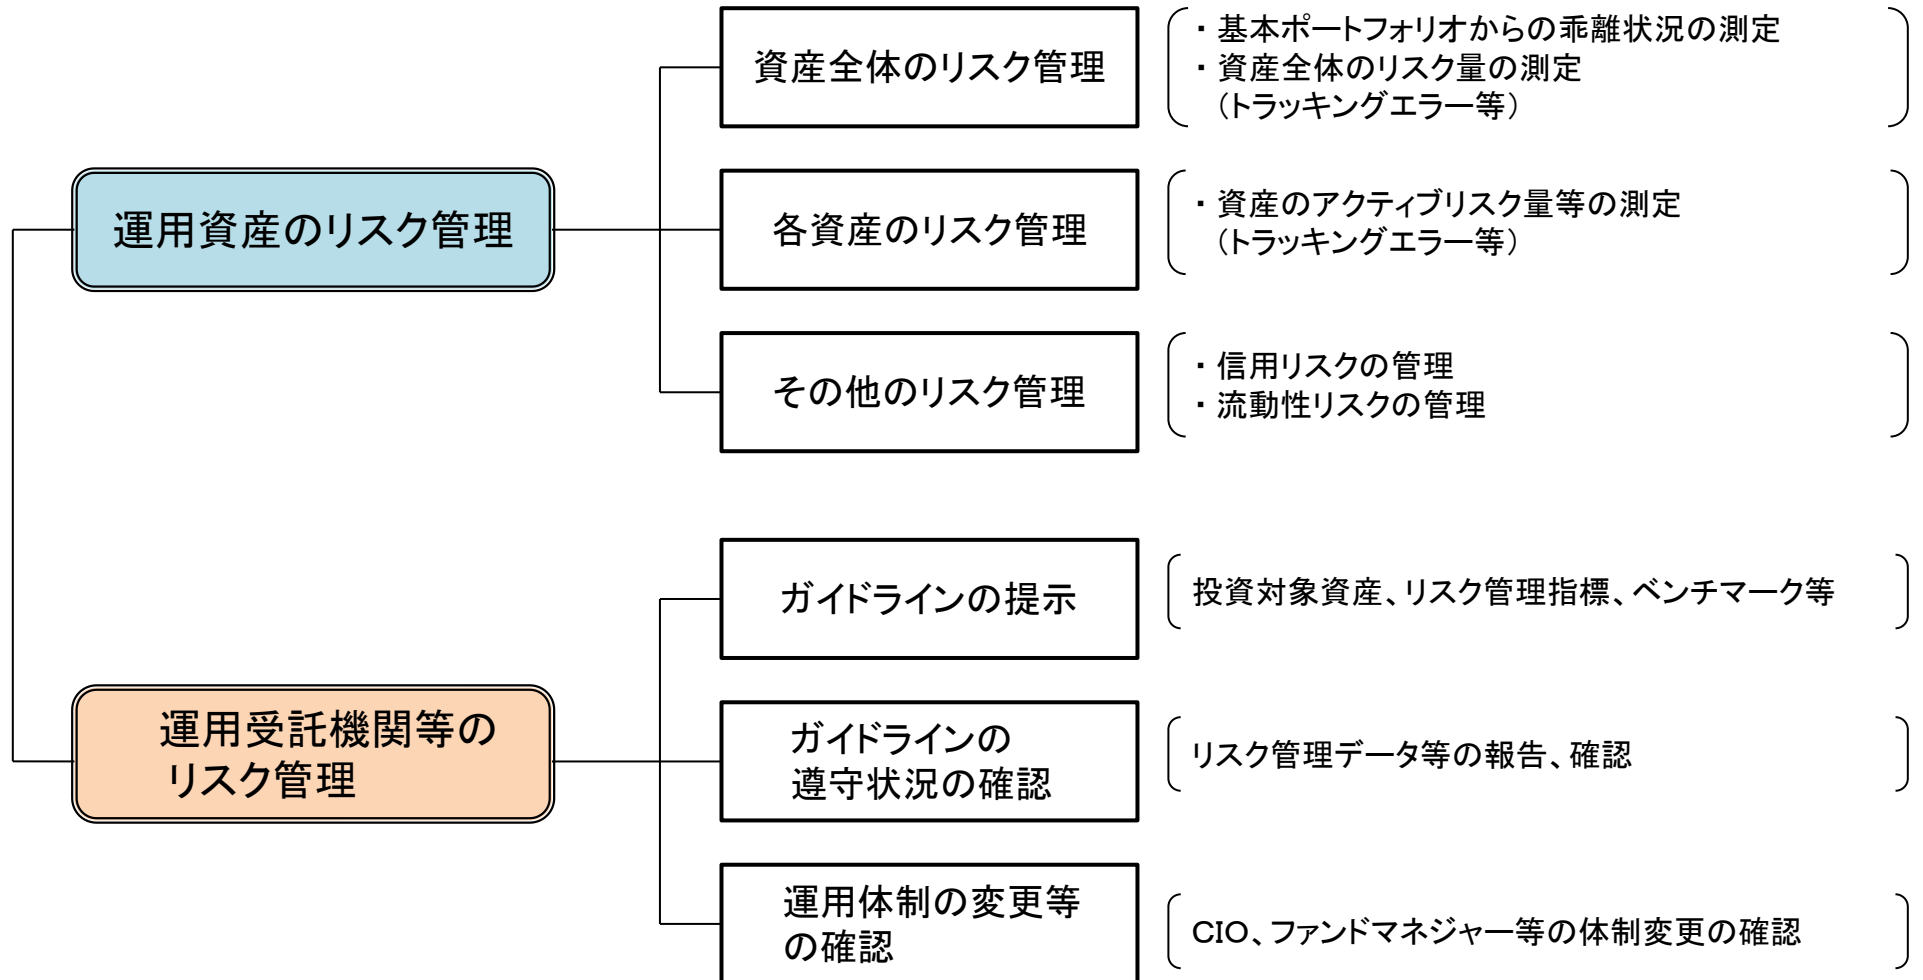 資産全体のリスク管理
・ 基本ポートフォリオからの乖離状況の測定
・ 資産全体のリスク量の測定
（トラッキングエラー等）
運用資産のリスク管理
各資産のリスク管理
・ 資産のアクティブリスク量等の測定
（トラッキングエラー等）
その他のリスク管理
・ 信用リスクの管理
・ 流動性リスクの管理
ガイドラインの提示
投資対象資産、リスク管理指標、ベンチマーク等
運用受託機関等の
リスク管理
ガイドラインの
遵守状況の確認
リスク管理データ等の報告、確認
運用体制の変更等
の確認
CIO、ファンドマネジャー等の体制変更の確認